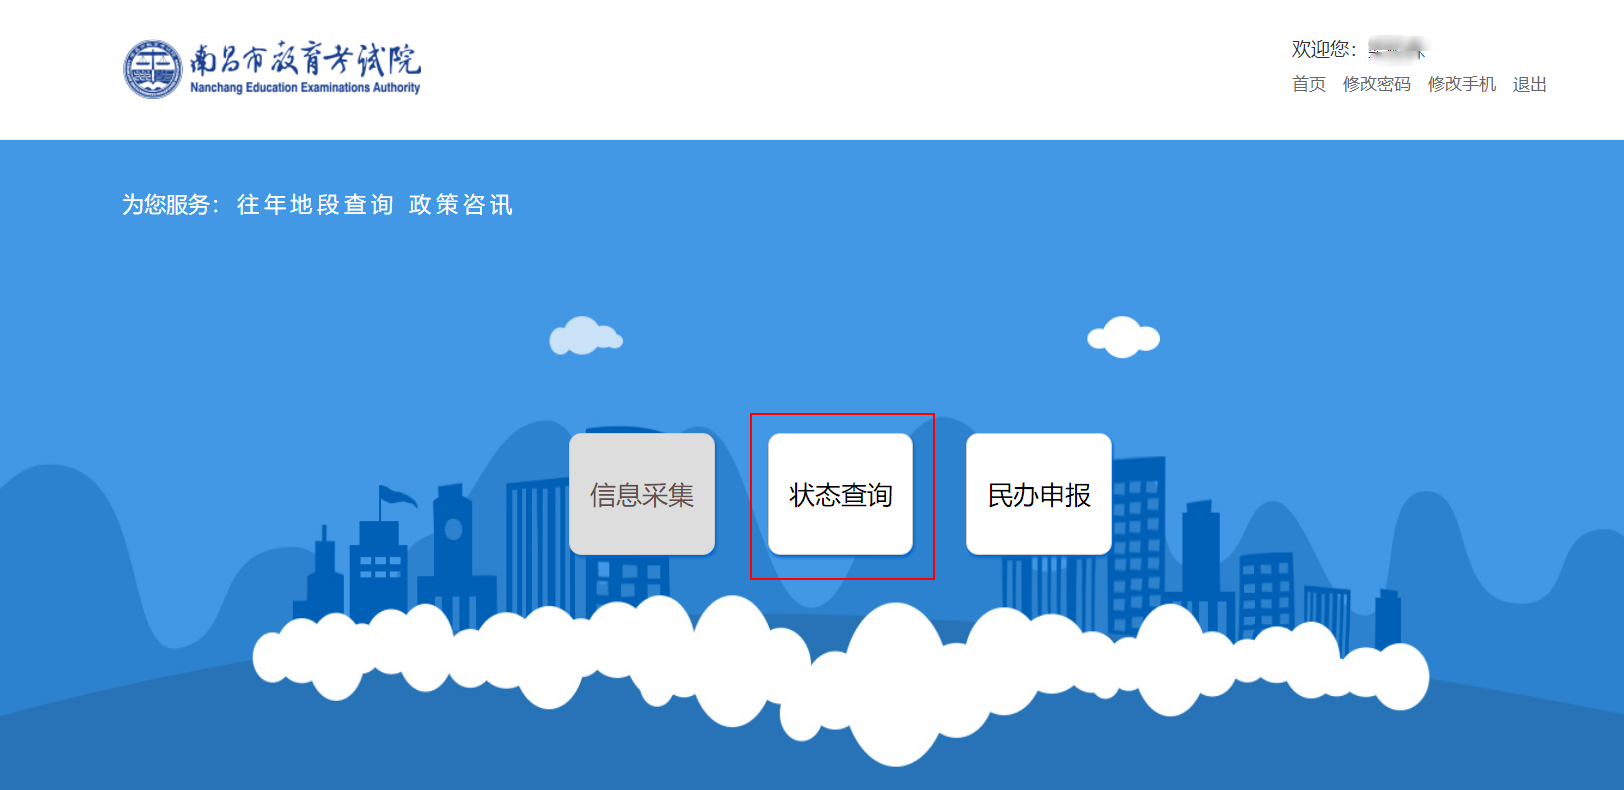 南昌市教育考试院
Nanchang Education Examinations Authority
欢迎您：
首页 修改密码 修改手机 退出
为您服务： 往年地段查询 政策咨讯
信息采集
状态查询
民办申报